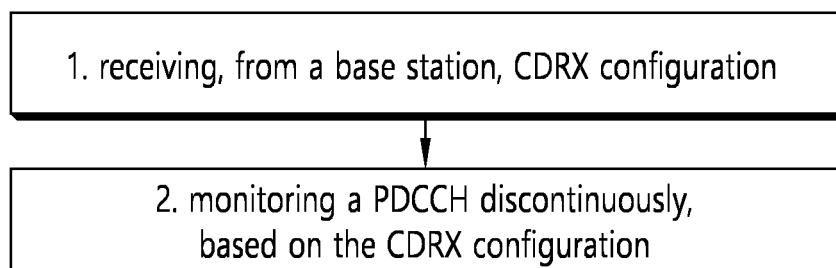 1. receiving, from a base station, CDRX configuration
2. monitoring a PDCCH discontinuously,
based on the CDRX configuration